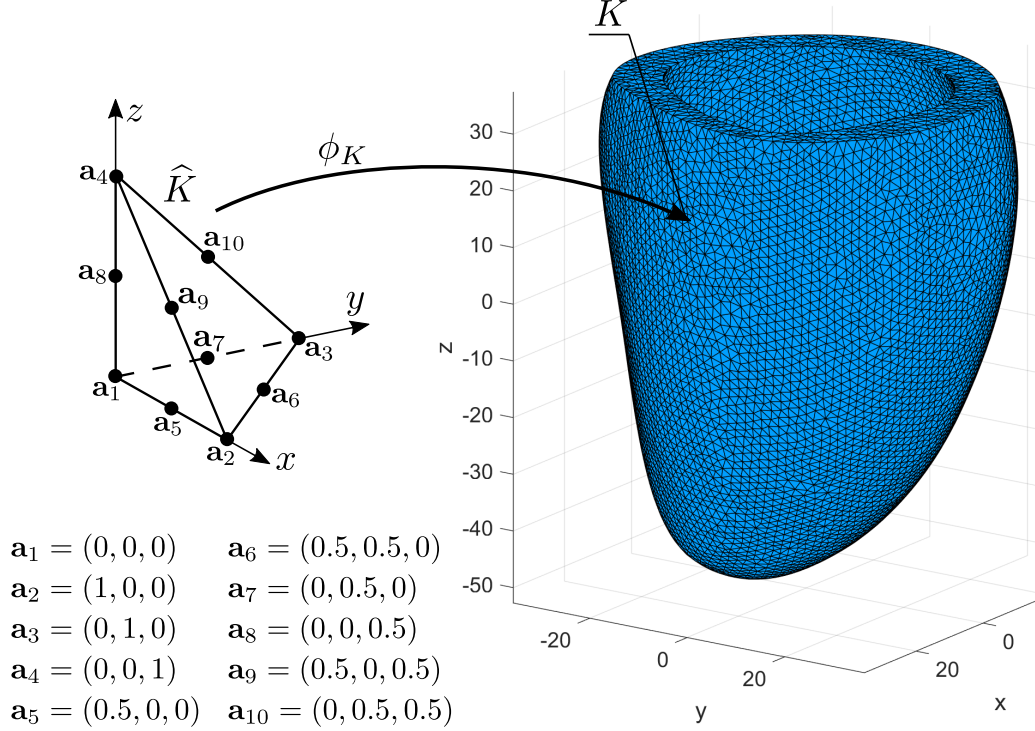 z
a₄
K̂
a₁₀
a₈
a₉
a₇
y
a₃
a₁
a₆
a₅
a₂
x
ϕ_K
K
a₁ = (0, 0, 0) a₆ = (0.5, 0.5, 0)
a₂ = (1, 0, 0) a₇ = (0, 0.5, 0)
a₃ = (0, 1, 0) a₈ = (0, 0, 0.5)
a₄ = (0, 0, 1) a₉ = (0.5, 0, 0.5)
a₅ = (0.5, 0, 0) a₁₀ = (0, 0.5, 0.5)
30
20
10
0
-10
-20
-30
-40
-50
z
-20
0
20
y
20
0
x